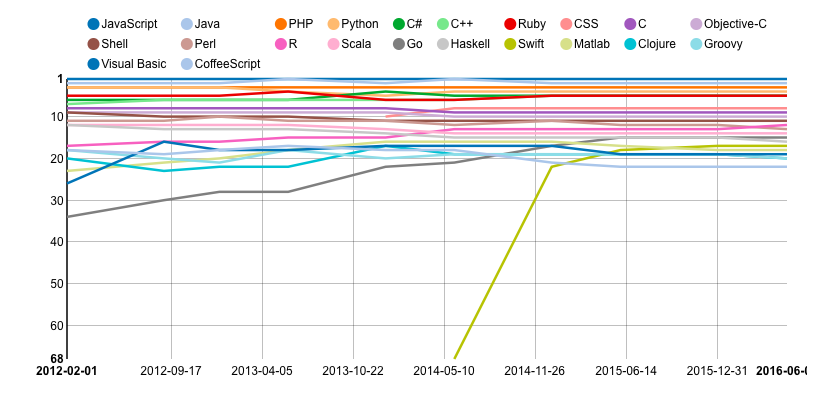 JavaScript Java PHP Python C# C++ Ruby CSS C Objective-C
Shell Perl R Scala Go Haskell Swift Matlab Clojure Groovy
Visual Basic CoffeeScript
1
10
20
30
40
50
60
68
2012-02-01 2012-09-17 2013-04-05 2013-10-22 2014-05-10 2014-11-26 2015-06-14 2015-12-31 2016-06-